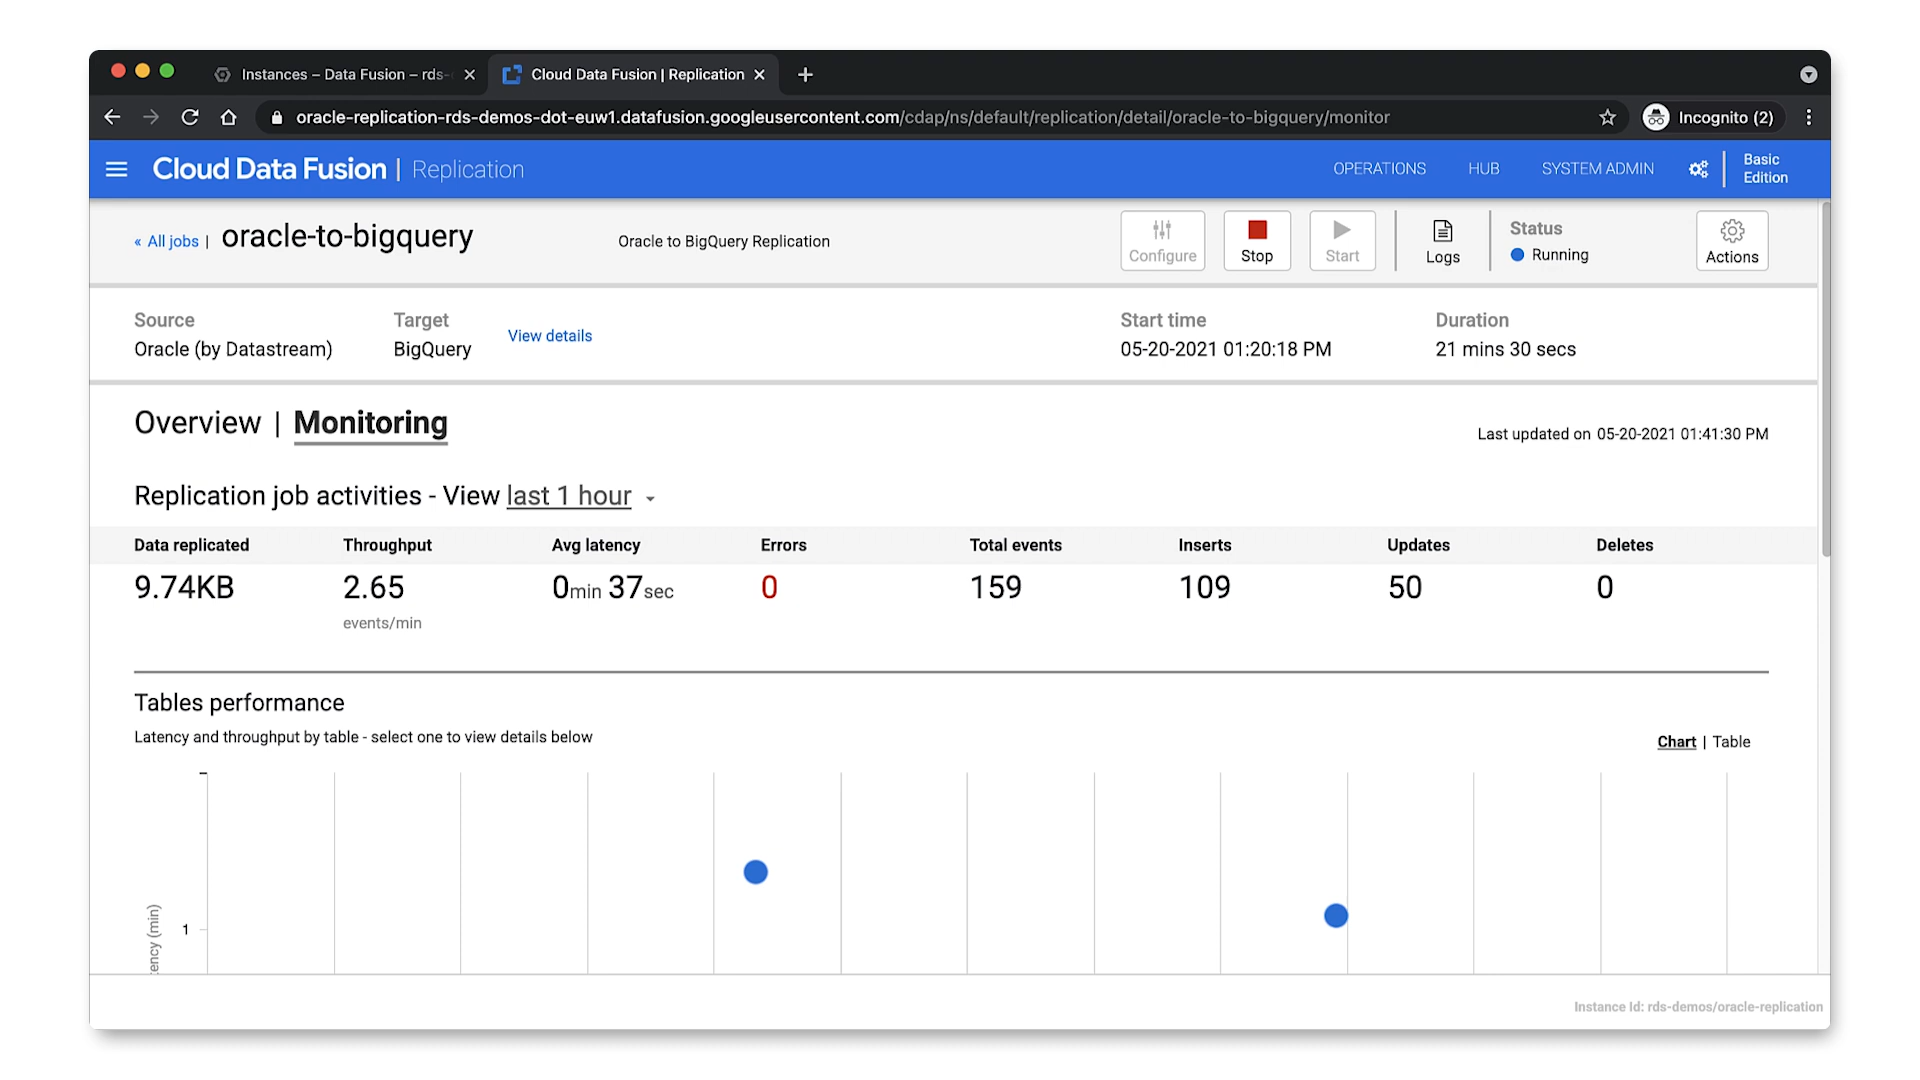 Instances – Data Fusion – rds-
Cloud Data Fusion | Replication
oracle-replication-rds-demos-dot-euw1.datafusion.googleusercontent.com/cdap/ns/default/replication/detail/oracle-to-bigquery/monitor
Incognito (2)
Cloud Data Fusion | Replication
OPERATIONS
HUB
SYSTEM ADMIN
Basic
Edition
« All jobs | oracle-to-bigquery
Oracle to BigQuery Replication
Configure
Stop
Start
Logs
Status
Running
Actions
Source
Oracle (by Datastream)
Target
BigQuery
View details
Start time
05-20-2021 01:20:18 PM
Duration
21 mins 30 secs
Overview | Monitoring
Last updated on 05-20-2021 01:41:30 PM
Replication job activities - View last 1 hour
Data replicated Throughput Avg latency Errors Total events Inserts Updates Deletes
9.74KB 2.65 0min 37sec 0 159 109 50 0
events/min
Tables performance
Latency and throughput by table - select one to view details below
Chart | Table
1
Instance Id: rds-demos/oracle-replication